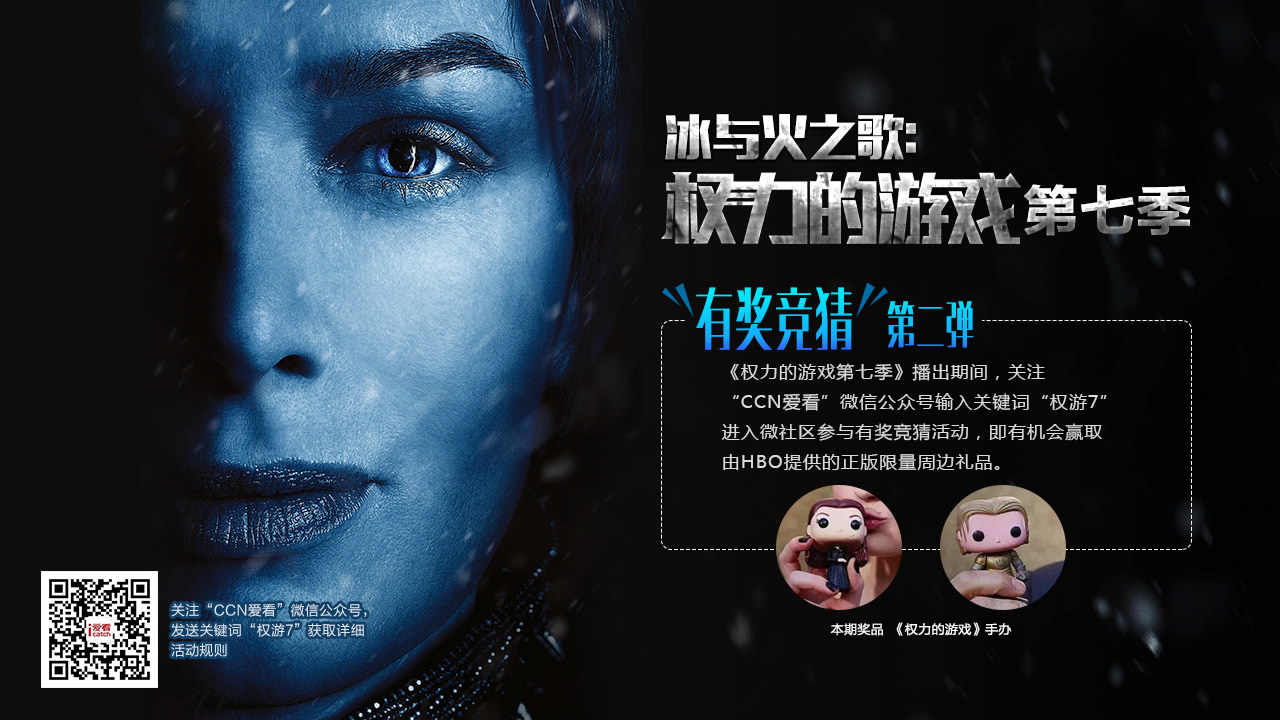 冰与火之歌:
权力的游戏第七季
有奖竞猜 第二弹
《权力的游戏第七季》播出期间，关注
“CCN爱看”微信公众号输入关键词“权游7”
进入微社区参与有奖竞猜活动，即有机会赢取
由HBO提供的正版限量周边礼品。
本期奖品 《权力的游戏》手办
爱看
icatch
关注“CCN爱看”微信公众号，
发送关键词“权游7”获取详细
活动规则